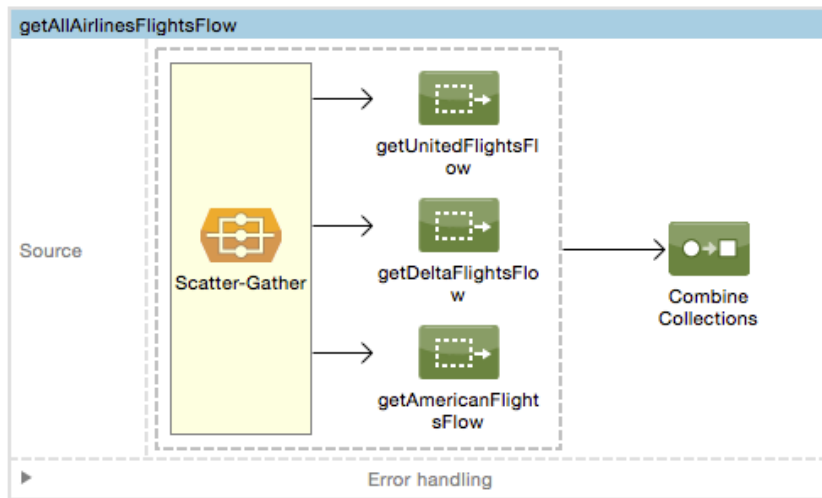 getAllAirlinesFlightsFlow
Source
Scatter-Gather
getUnitedFlightsFl
ow
getDeltaFlightsFlo
w
getAmericanFlight
sFlow
Combine
Collections
Error handling